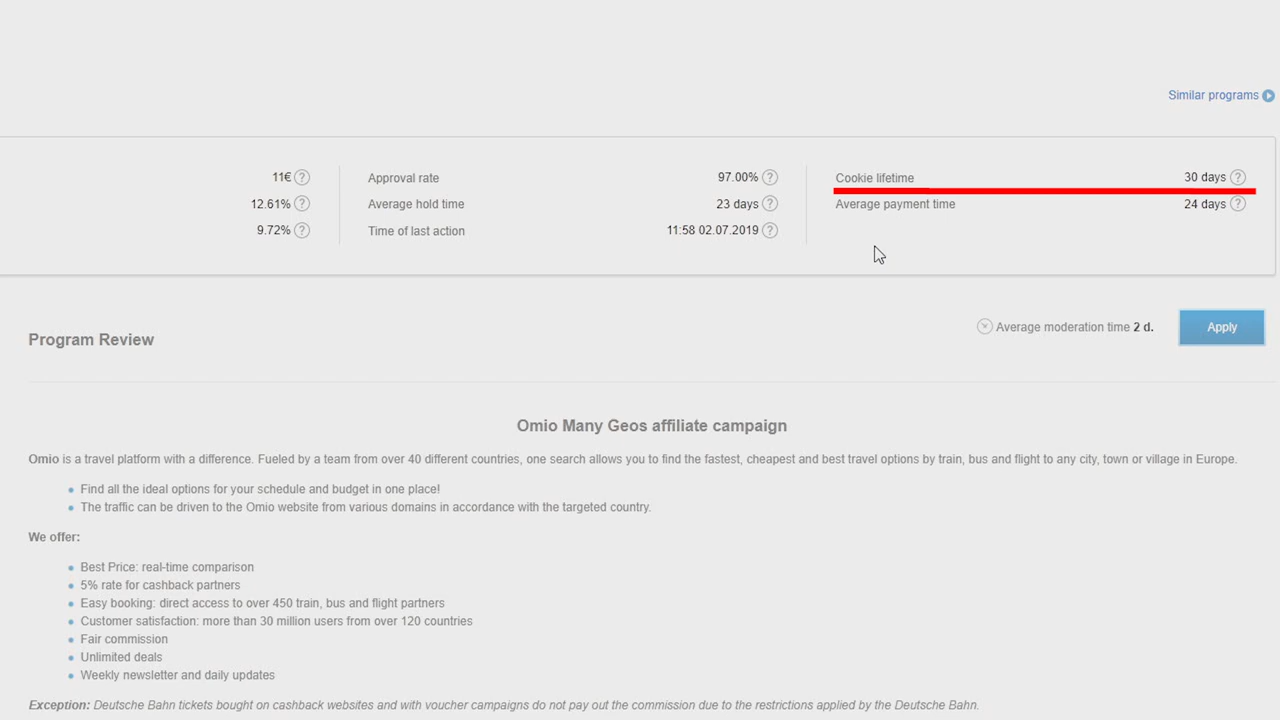 Similar programs
11€
12.61%
9.72%
Approval rate 97.00%
Average hold time 23 days
Time of last action 11:58 02.07.2019
Cookie lifetime 30 days
Average payment time 24 days
Program Review
Average moderation time 2 d.
Apply
Omio Many Geos affiliate campaign
Omio is a travel platform with a difference. Fueled by a team from over 40 different countries, one search allows you to find the fastest, cheapest and best travel options by train, bus and flight to any city, town or village in Europe.
Find all the ideal options for your schedule and budget in one place!
The traffic can be driven to the Omio website from various domains in accordance with the targeted country.
We offer:
Best Price: real-time comparison
5% rate for cashback partners
Easy booking: direct access to over 450 train, bus and flight partners
Customer satisfaction: more than 30 million users from over 120 countries
Fair commission
Unlimited deals
Weekly newsletter and daily updates
Exception: Deutsche Bahn tickets bought on cashback websites and with voucher campaigns do not pay out the commission due to the restrictions applied by the Deutsche Bahn.